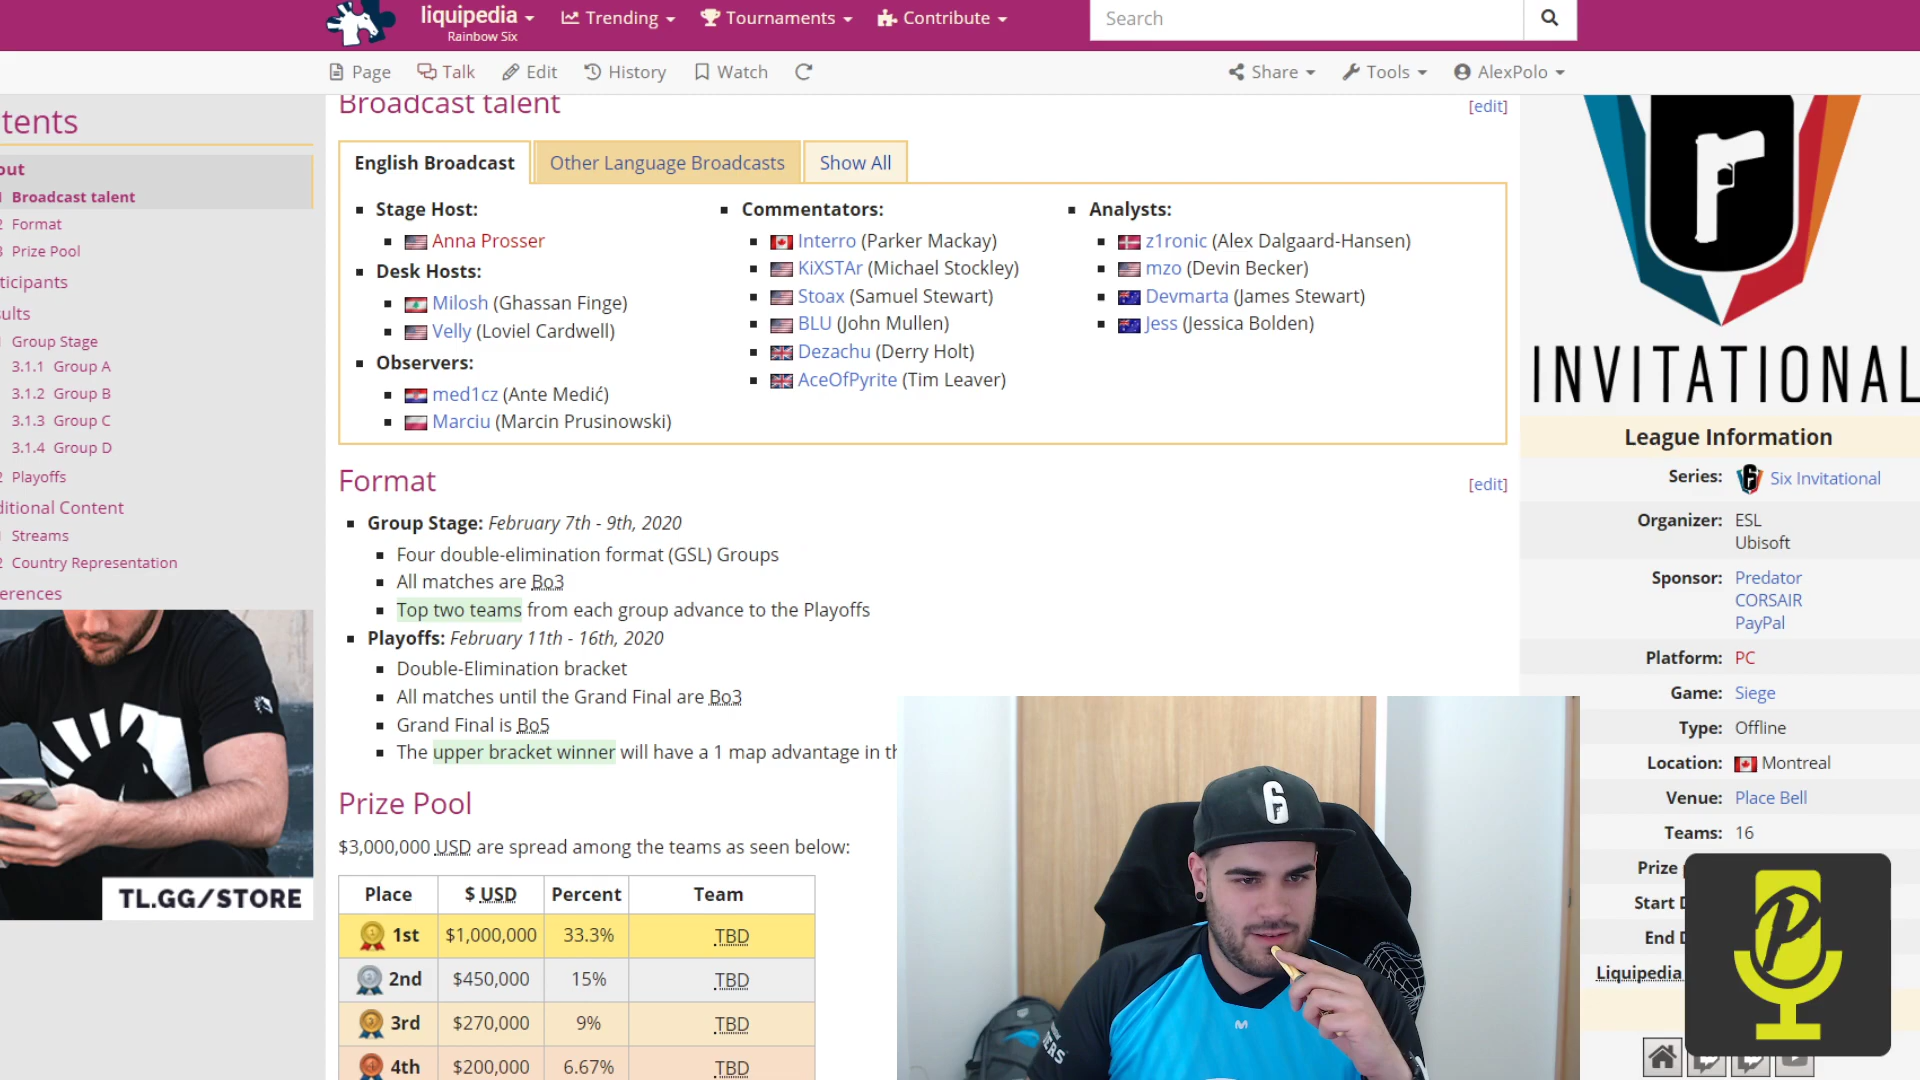 liquipedia
Rainbow Six
Trending
Tournaments
Contribute
Search
Page
Talk
Edit
History
Watch
Share
Tools
AlexPolo
tents
out
Broadcast talent
Format
Prize Pool
ticipants
ults
Group Stage
3.1.1 Group A
3.1.2 Group B
3.1.3 Group C
3.1.4 Group D
Playoffs
ditional Content
Streams
Country Representation
erences
TL.GG/STORE
Broadcast talent
[edit]
English Broadcast
Other Language Broadcasts
Show All
Stage Host:
Anna Prosser
Desk Hosts:
Milosh (Ghassan Finge)
Velly (Loviel Cardwell)
Observers:
med1cz (Ante Medić)
Marciu (Marcin Prusinowski)
Commentators:
Interro (Parker Mackay)
KiXSTAr (Michael Stockley)
Stoax (Samuel Stewart)
BLU (John Mullen)
Dezachu (Derry Holt)
AceOfPyrite (Tim Leaver)
Analysts:
z1ronic (Alex Dalgaard-Hansen)
mzo (Devin Becker)
Devmarta (James Stewart)
Jess (Jessica Bolden)
Format
[edit]
Group Stage: February 7th - 9th, 2020
Four double-elimination format (GSL) Groups
All matches are Bo3
Top two teams from each group advance to the Playoffs
Playoffs: February 11th - 16th, 2020
Double-Elimination bracket
All matches until the Grand Final are Bo3
Grand Final is Bo5
The upper bracket winner will have a 1 map advantage in th
Prize Pool
$3,000,000 USD are spread among the teams as seen below:
Place $ USD Percent Team
1st $1,000,000 33.3% TBD
2nd $450,000 15% TBD
3rd $270,000 9% TBD
4th $200,000 6.67% TBD
INVITATIONAL
League Information
Series: Six Invitational
Organizer: ESL
Ubisoft
Sponsor: Predator
CORSAIR
PayPal
Platform: PC
Game: Siege
Type: Offline
Location: Montreal
Venue: Place Bell
Teams: 16
Prize
Start D
End D
Liquipedia
6
P